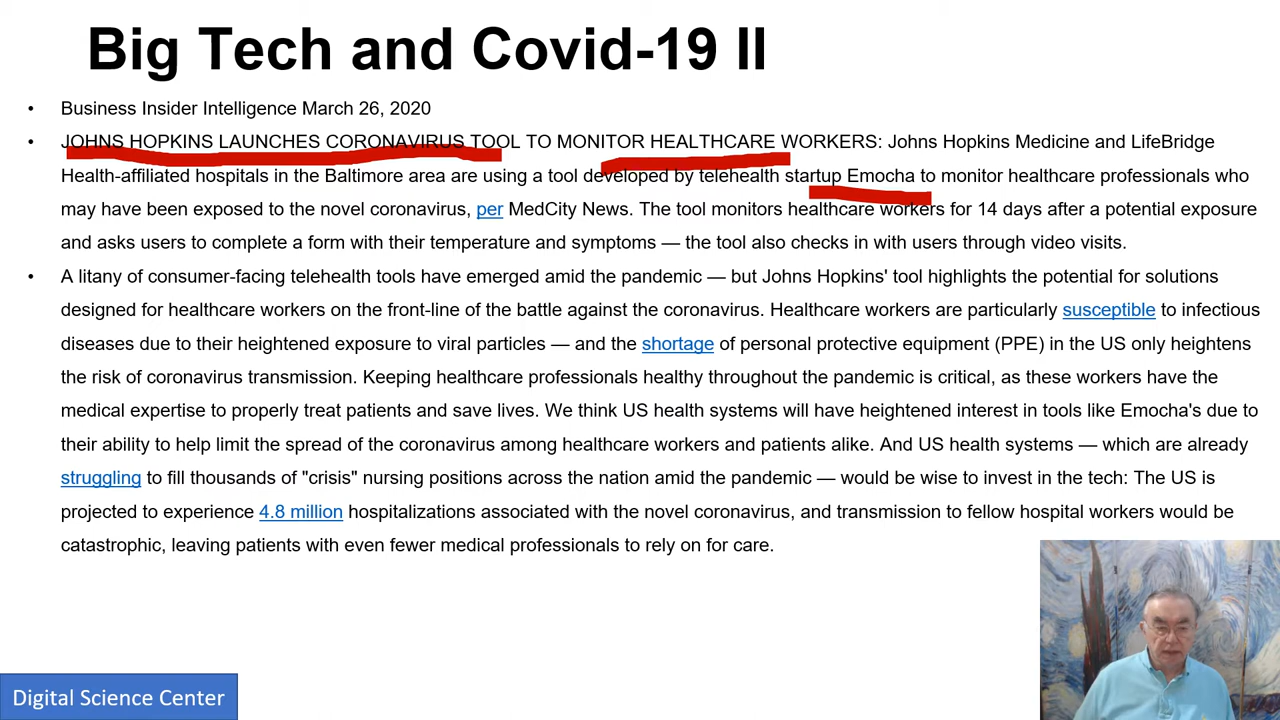 Big Tech and Covid-19 II
• Business Insider Intelligence March 26, 2020
• JOHNS HOPKINS LAUNCHES CORONAVIRUS TOOL TO MONITOR HEALTHCARE WORKERS: Johns Hopkins Medicine and LifeBridge
Health-affiliated hospitals in the Baltimore area are using a tool developed by telehealth startup Emocha to monitor healthcare professionals who
may have been exposed to the novel coronavirus, per MedCity News. The tool monitors healthcare workers for 14 days after a potential exposure
and asks users to complete a form with their temperature and symptoms — the tool also checks in with users through video visits.
• A litany of consumer-facing telehealth tools have emerged amid the pandemic — but Johns Hopkins' tool highlights the potential for solutions
designed for healthcare workers on the front-line of the battle against the coronavirus. Healthcare workers are particularly susceptible to infectious
diseases due to their heightened exposure to viral particles — and the shortage of personal protective equipment (PPE) in the US only heightens
the risk of coronavirus transmission. Keeping healthcare professionals healthy throughout the pandemic is critical, as these workers have the
medical expertise to properly treat patients and save lives. We think US health systems will have heightened interest in tools like Emocha's due to
their ability to help limit the spread of the coronavirus among healthcare workers and patients alike. And US health systems — which are already
struggling to fill thousands of "crisis" nursing positions across the nation amid the pandemic — would be wise to invest in the tech: The US is
projected to experience 4.8 million hospitalizations associated with the novel coronavirus, and transmission to fellow hospital workers would be
catastrophic, leaving patients with even fewer medical professionals to rely on for care.
Digital Science Center